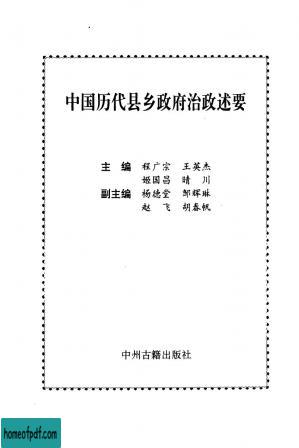 中国历代县乡政府治政述要
主 编 程广宗 王英杰
姬国昌 晴 川
副主编 杨德堂 邹辉琳
赵 飞 胡春帆
中州古籍出版社
homeofpdf.com